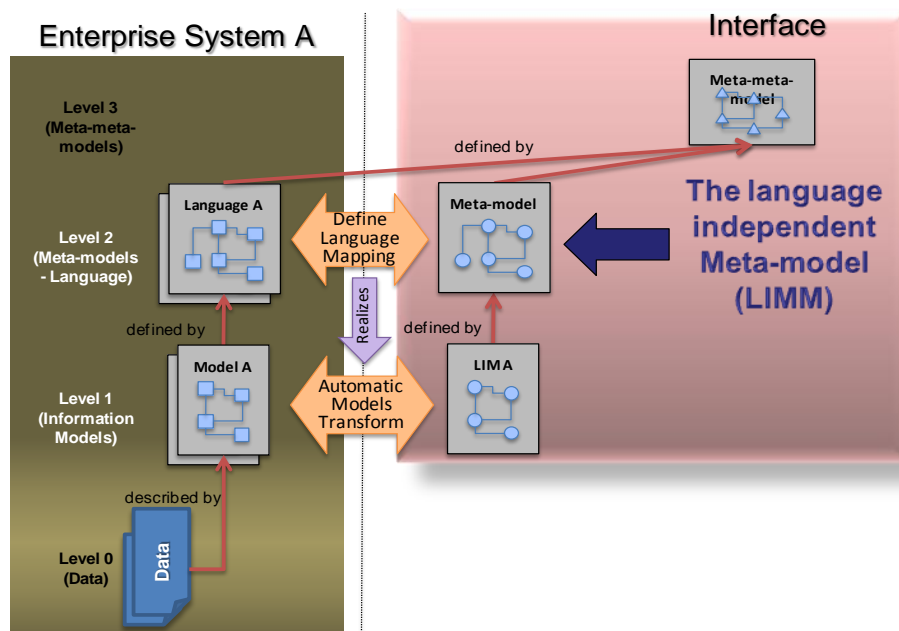 Enterprise System A
Interface
Level 3
(Meta-meta-
models)
Meta-meta-
model
defined by
Language A
Define
Language
Mapping
Meta-model
The language
independent
Meta-model
(LIMM)
Level 2
(Meta-models
- Language)
Realizes
defined by
defined by
Model A
Automatic
Models
Transform
LIM A
Level 1
(Information
Models)
described by
Data
Level 0
(Data)